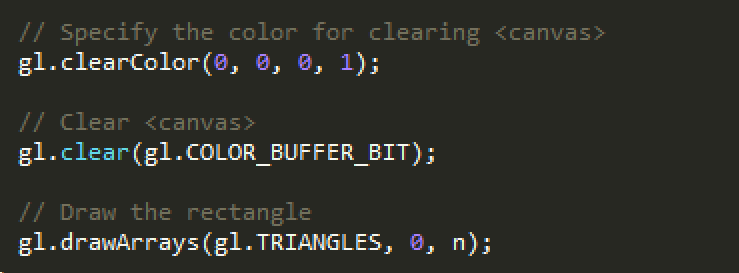 // Specify the color for clearing <canvas>
gl.clearColor(0, 0, 0, 1);
// Clear <canvas>
gl.clear(gl.COLOR_BUFFER_BIT);
// Draw the rectangle
gl.drawArrays(gl.TRIANGLES, 0, n);